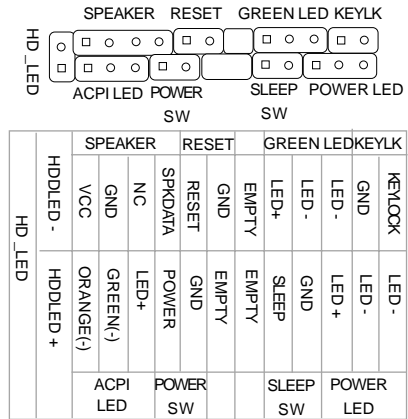 SPEAKER RESET GREEN LED KEYLK
HD_LED
ACPI LED POWER SW SLEEP SW POWER LED
SPEAKER RESET GREEN LED KEYLK
HD_LED
HDDLED - VCC GND NC SPKDATA RESET GND EMPTY LED+ LED - LED - GND KEYLOCK
HDDLED + ORANGE(-) GREEN(-) LED+ POWER GND EMPTY EMPTY SLEEP GND LED + LED - LED -
ACPI LED POWER SW SLEEP SW POWER LED